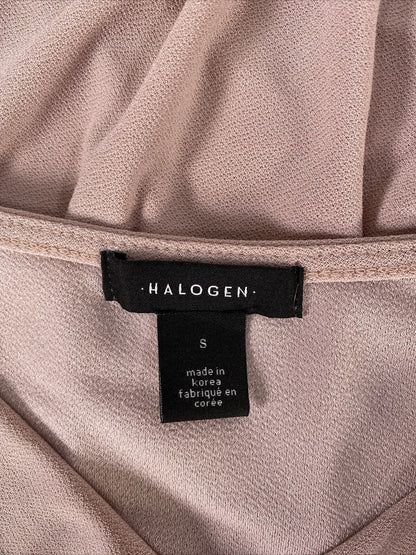 ·HALOGEN·
S
made in
korea
fabriqué en
corée